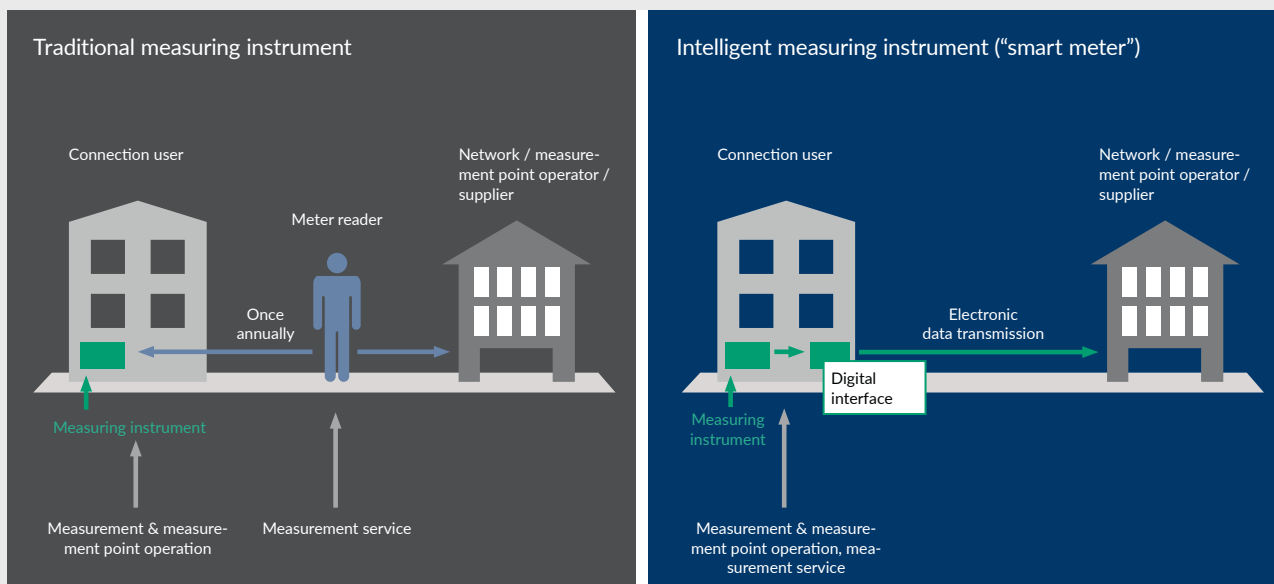 Traditional measuring instrument
Connection user
Network / measure-
ment point operator /
supplier
Meter reader
Once
annually
Measuring instrument
Measurement & measure-
ment point operation
Measurement service
Intelligent measuring instrument (“smart meter”)
Connection user
Network / measure-
ment point operator /
supplier
Electronic
data transmission
Digital
interface
Measuring
instrument
Measurement & measure-
ment point operation, mea-
surement service